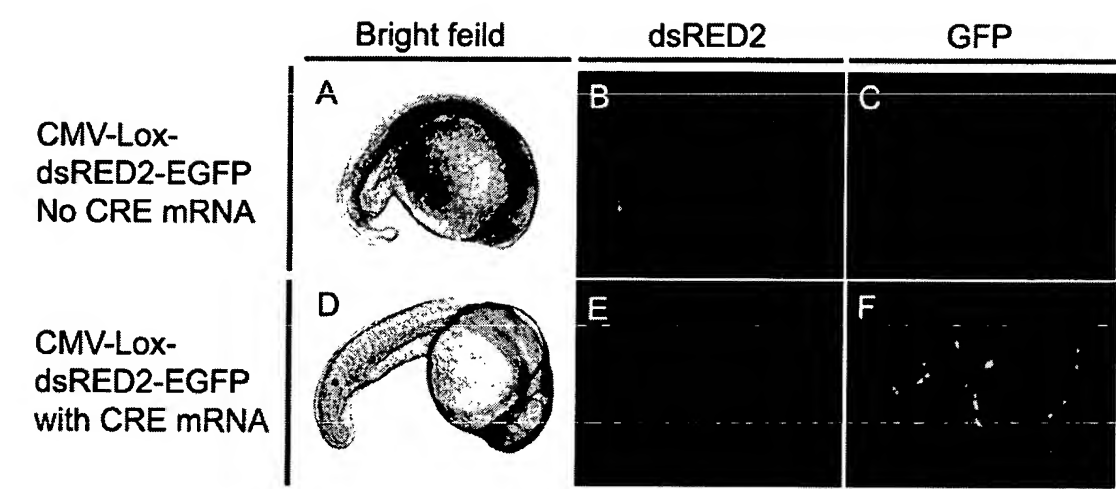 Bright feild
dsRED2
GFP
A
B
C
CMV-Lox-
dsRED2-EGFP
No CRE mRNA
D
E
F
CMV-Lox-
dsRED2-EGFP
with CRE mRNA